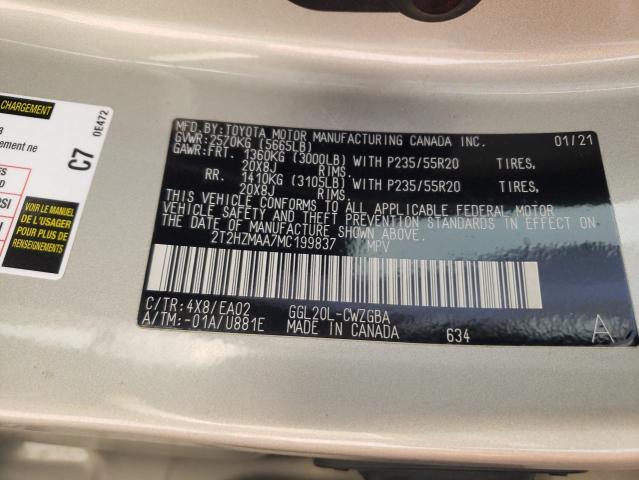 CHARGEMENT
ement ne
C7
0E472
VOIR LE MANUEL
DE L'USAGER
POUR PLUS DE
RENSEIGNEMENTS
MFD. BY: TOYOTA MOTOR MANUFACTURING CANADA INC. 01/21
GVWR: 2570KG (5665LB)
GAWR: FRT. 1360KG (3000LB) WITH P235/55R20 TIRES,
20X8J RIMS,
RR. 1410KG (3105LB) WITH P235/55R20 TIRES,
20X8J RIMS.
THIS VEHICLE CONFORMS TO ALL APPLICABLE FEDERAL MOTOR
VEHICLE SAFETY AND THEFT PREVENTION STANDARDS IN EFFECT ON
THE DATE OF MANUFACTURE SHOWN ABOVE.
2T2HZMAA7MC199837 MPV
C/TR: 4X8/EA02 GGL20L-CWZGBA
A/TM: -01A/U881E MADE IN CANADA 634 A